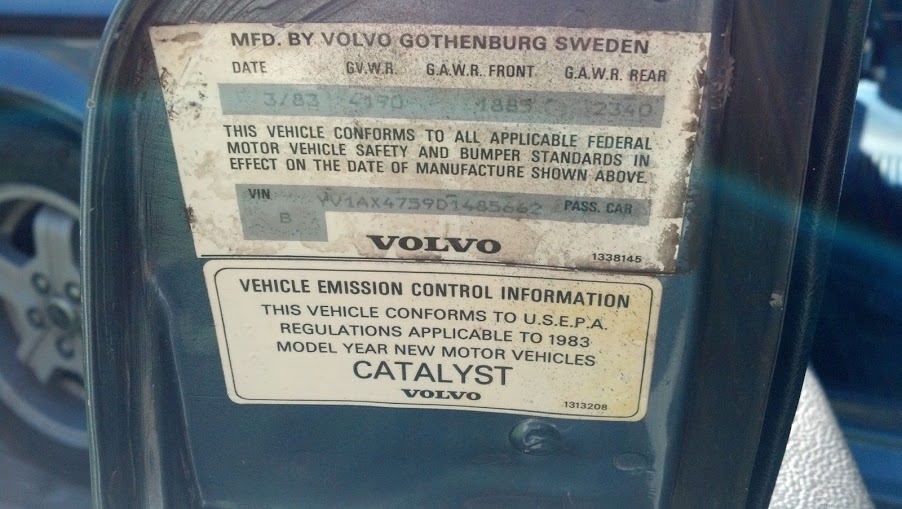 MFD. BY VOLVO GOTHENBURG SWEDEN
DATE G.V.W.R. G.A.W.R. FRONT G.A.W.R. REAR
3/83 4190 1885 2340
THIS VEHICLE CONFORMS TO ALL APPLICABLE FEDERAL
MOTOR VEHICLE SAFETY AND BUMPER STANDARDS IN
EFFECT ON THE DATE OF MANUFACTURE SHOWN ABOVE.
VIN YV1AX4759D1485662 PASS. CAR
B
VOLVO
1338145
VEHICLE EMISSION CONTROL INFORMATION
THIS VEHICLE CONFORMS TO U.S.E.P.A.
REGULATIONS APPLICABLE TO 1983
MODEL YEAR NEW MOTOR VEHICLES
CATALYST
VOLVO
1313208